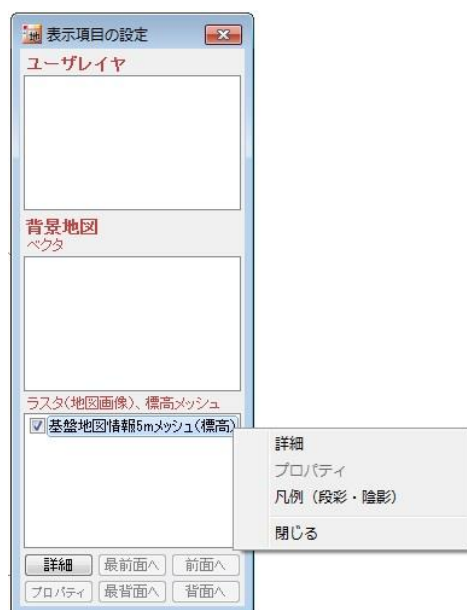 地 表示項目の設定
ユーザレイヤ
背景地図
ベクタ
ラスタ(地図画像)、標高メッシュ
基盤地図情報5mメッシュ(標高)
詳細
プロパティ
凡例（段彩・陰影）
閉じる
詳細 最前面へ 前面へ
プロパティ 最背面へ 背面へ